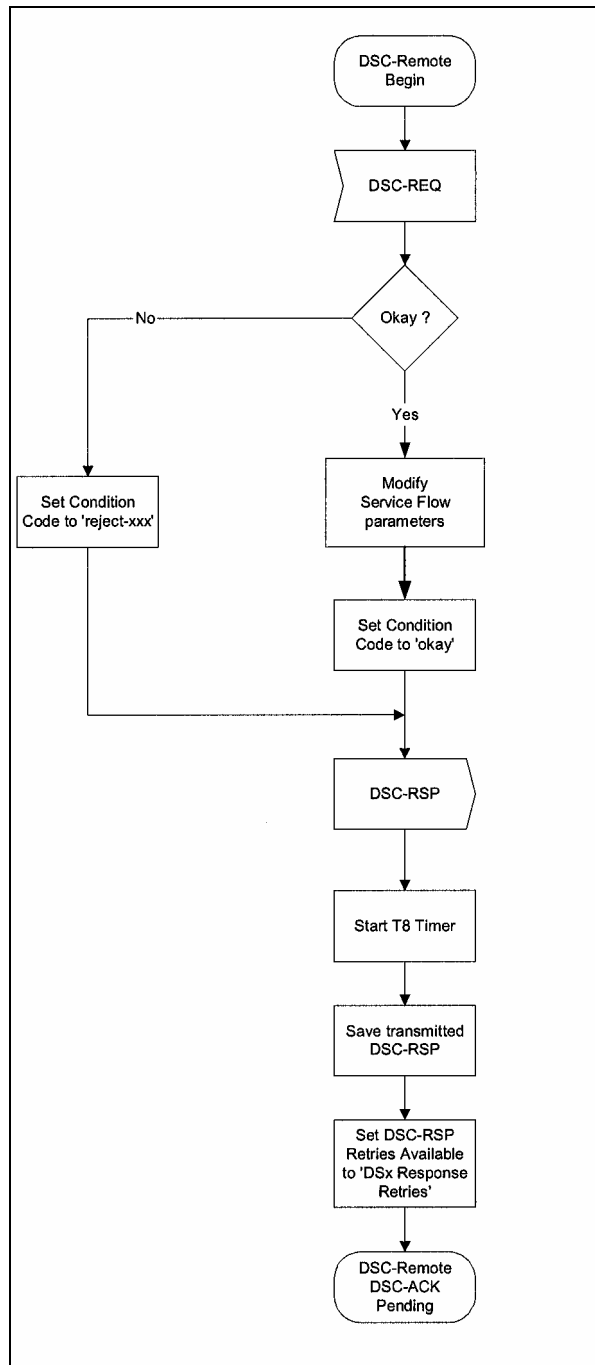 DSC-Remote
Begin
DSC-REQ
Okay ?
No
Yes
Set Condition
Code to 'reject-xxx'
Modify
Service Flow
parameters
Set Condition
Code to 'okay'
DSC-RSP
Start T8 Timer
Save transmitted
DSC-RSP
Set DSC-RSP
Retries Available
to 'DSx Response
Retries'
DSC-Remote
DSC-ACK
Pending